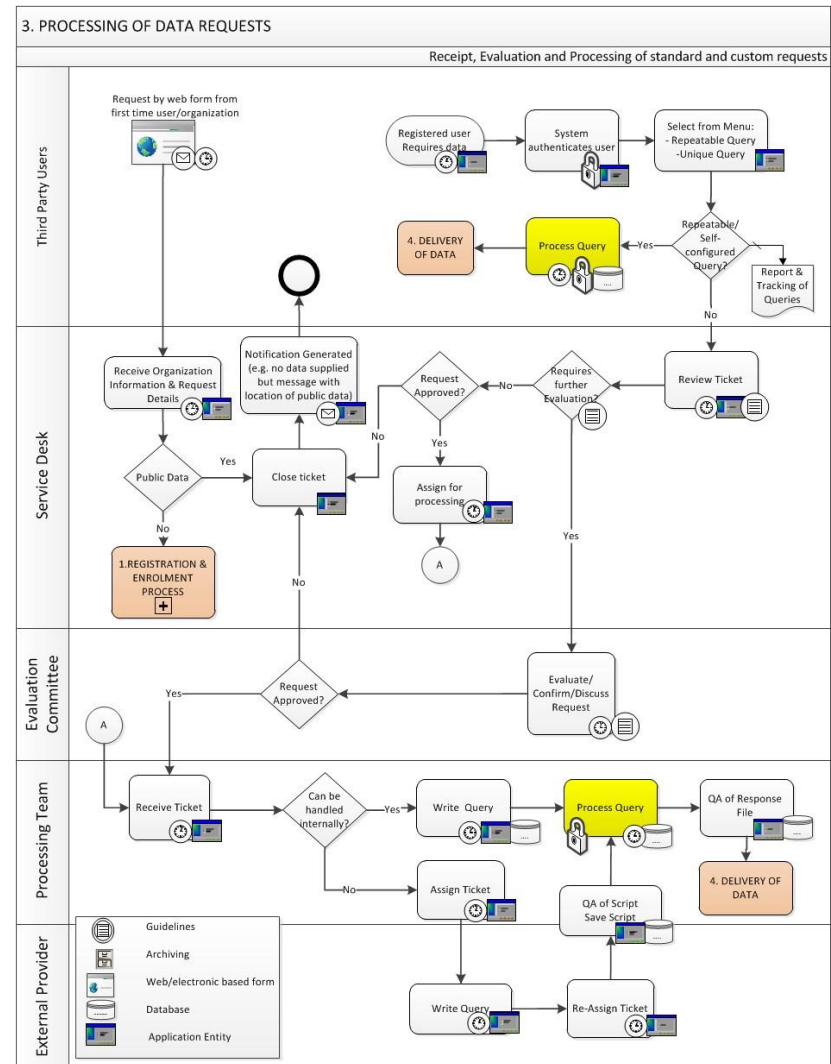 3. PROCESSING OF DATA REQUESTS
Receipt, Evaluation and Processing of standard and custom requests
Third Party Users
Request by web form from
first time user/organization
Registered user
Requires data
System
authenticates user
Select from Menu:
- Repeatable Query
-Unique Query
4. DELIVERY
OF DATA
Process Query
Yes
Repeatable/
Self-
configured
Query?
Report &
Tracking of
Queries
No
Service Desk
Receive Organization
Information & Request
Details
Notification Generated
(e.g. no data supplied
but message with
location of public data)
Request
Approved?
No
Requires
further
Evaluation?
Review Ticket
No
Yes
Public Data
Yes
Close ticket
Assign for
processing
No
1.REGISTRATION &
ENROLMENT
PROCESS
A
Yes
No
Evaluation
Committee
Yes
Request
Approved?
Evaluate/
Confirm/Discuss
Request
A
Processing Team
Receive Ticket
Can be
handled
internally?
Yes
Write Query
Process Query
QA of Response
File
No
Assign Ticket
QA of Script
Save Script
4. DELIVERY OF
DATA
External Provider
Guidelines
Archiving
Web/electronic based form
Database
Application Entity
Write Query
Re-Assign Ticket